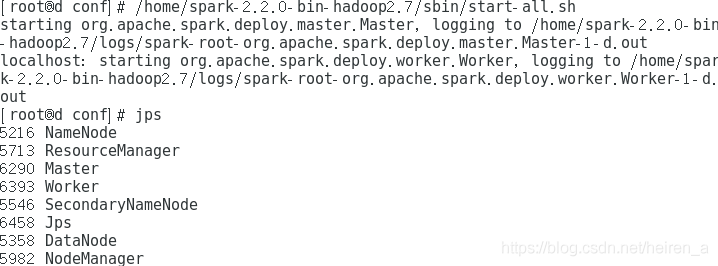 [root@d conf]# /home/spark-2.2.0-bin-hadoop2.7/sbin/start-all.sh
starting org.apache.spark.deploy.master.Master, logging to /home/spark-2.2.0-bin
-hadoop2.7/logs/spark-root-org.apache.spark.deploy.master.Master-1-d.out
localhost: starting org.apache.spark.deploy.worker.Worker, logging to /home/spar
k-2.2.0-bin-hadoop2.7/logs/spark-root-org.apache.spark.deploy.worker.Worker-1-d.
out
[root@d conf]# jps
5216 NameNode
5713 ResourceManager
6290 Master
6393 Worker
5546 SecondaryNameNode
6458 Jps
5358 DataNode
5982 NodeManager
https://blog.csdn.net/heiren_a